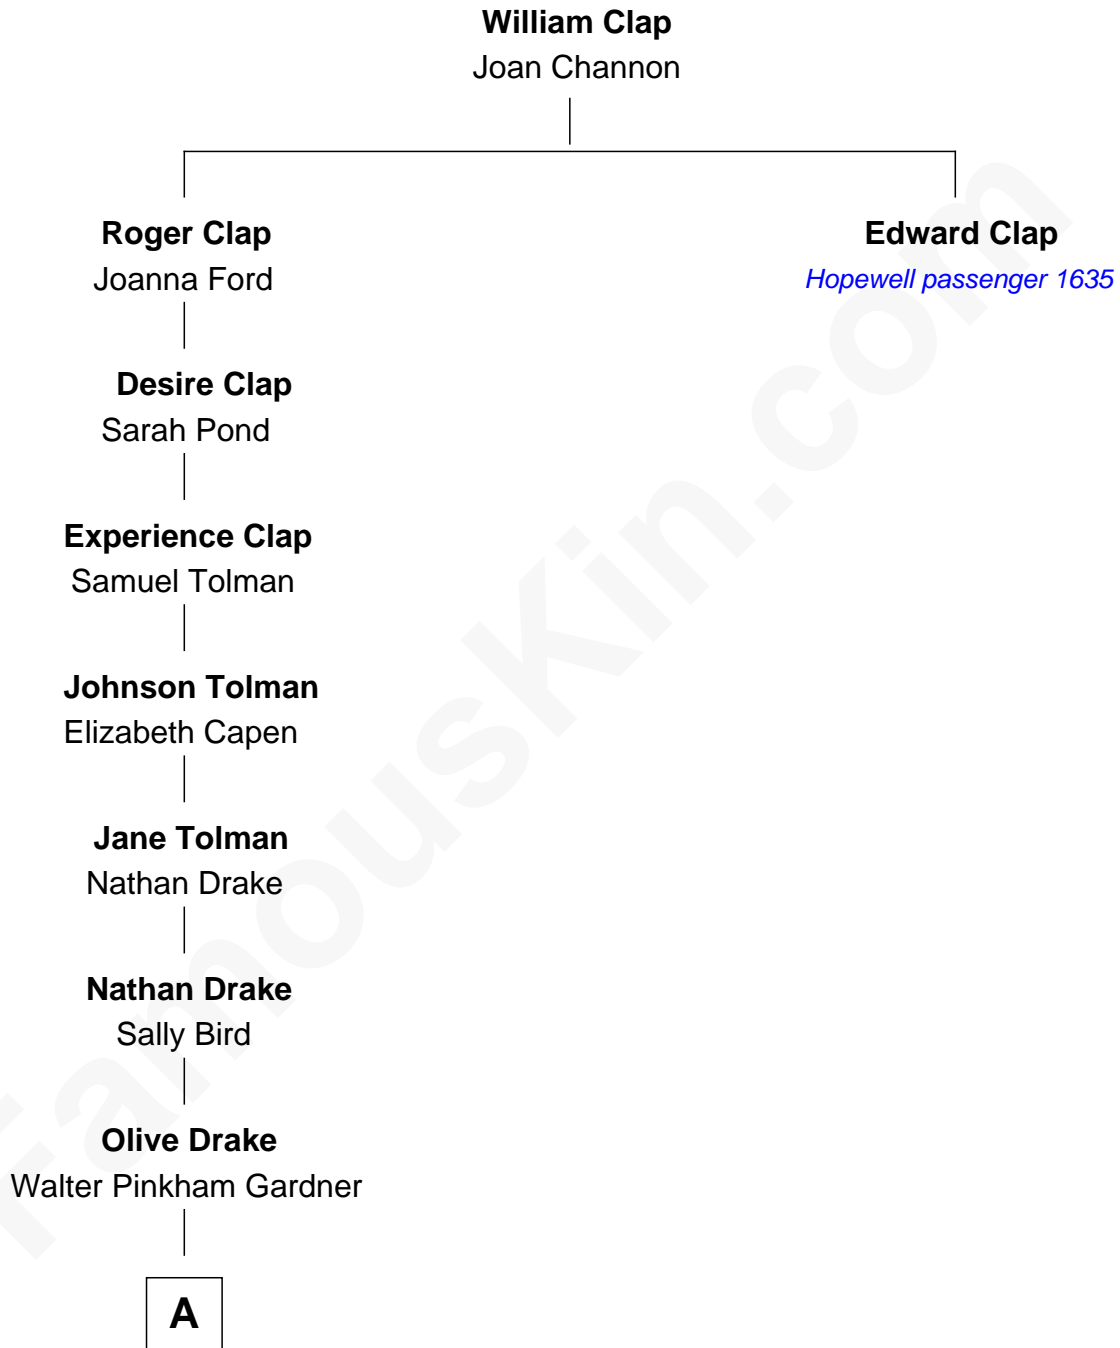 William Clap
Joan Channon
Roger Clap
Joanna Ford
Edward Clap
Hopewell passenger 1635
Desire Clap
Sarah Pond
Experience Clap
Samuel Tolman
Johnson Tolman
Elizabeth Capen
Jane Tolman
Nathan Drake
Nathan Drake
Sally Bird
Olive Drake
Walter Pinkham Gardner
A
FamousKin.com